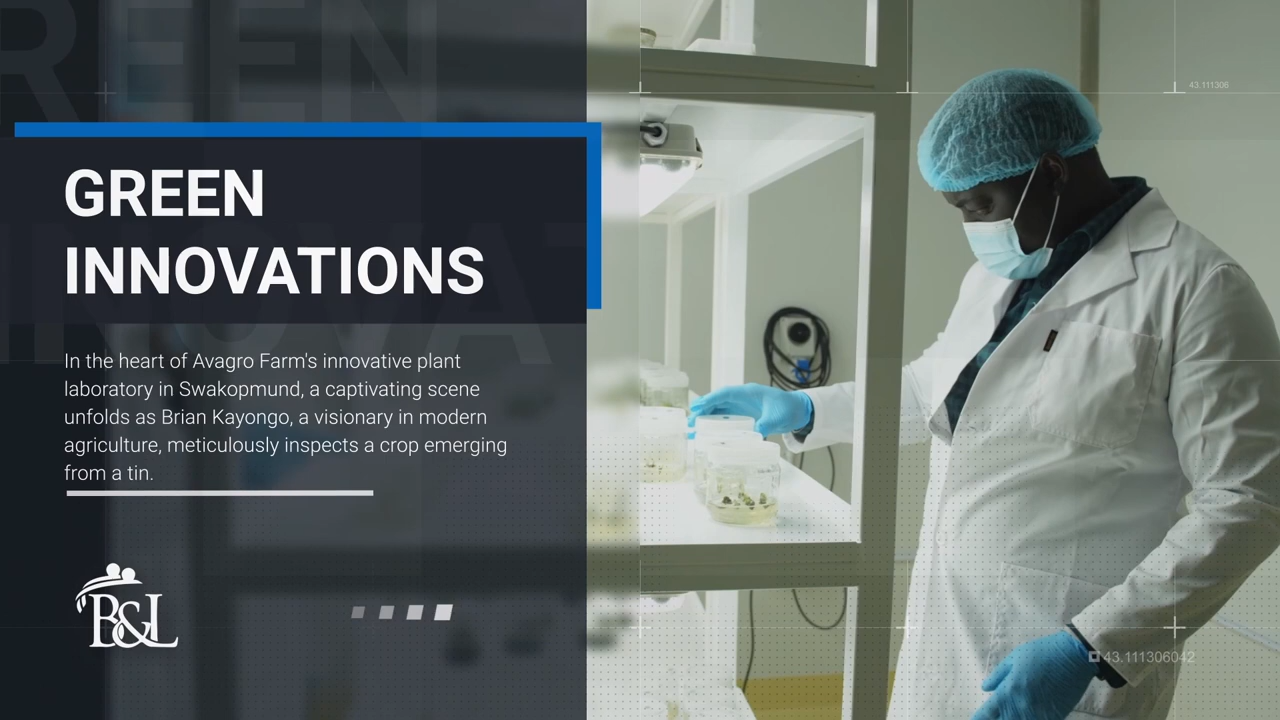 43.111306
GREEN
INNOVATIONS
In the heart of Avagro Farm's innovative plant
laboratory in Swakopmund, a captivating scene
unfolds as Brian Kayongo, a visionary in modern
agriculture, meticulously inspects a crop emerging
from a tin.
B&L
43.111306042